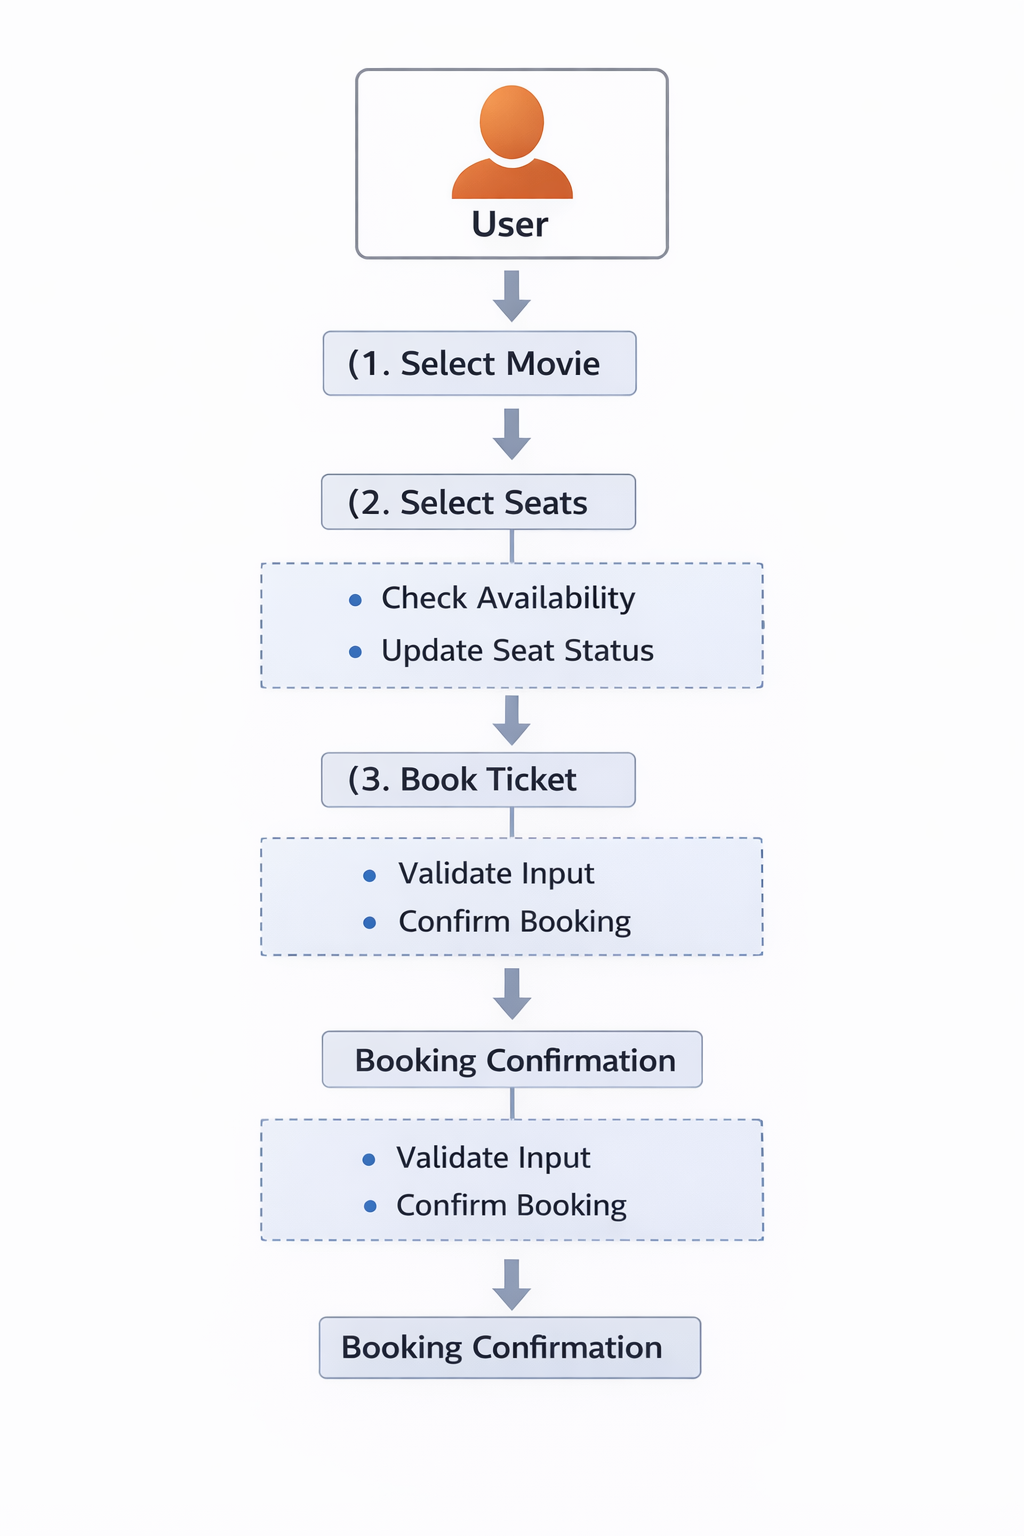 User
(1. Select Movie
(2. Select Seats
• Check Availability
• Update Seat Status
(3. Book Ticket
• Validate Input
• Confirm Booking
Booking Confirmation
• Validate Input
• Confirm Booking
Booking Confirmation